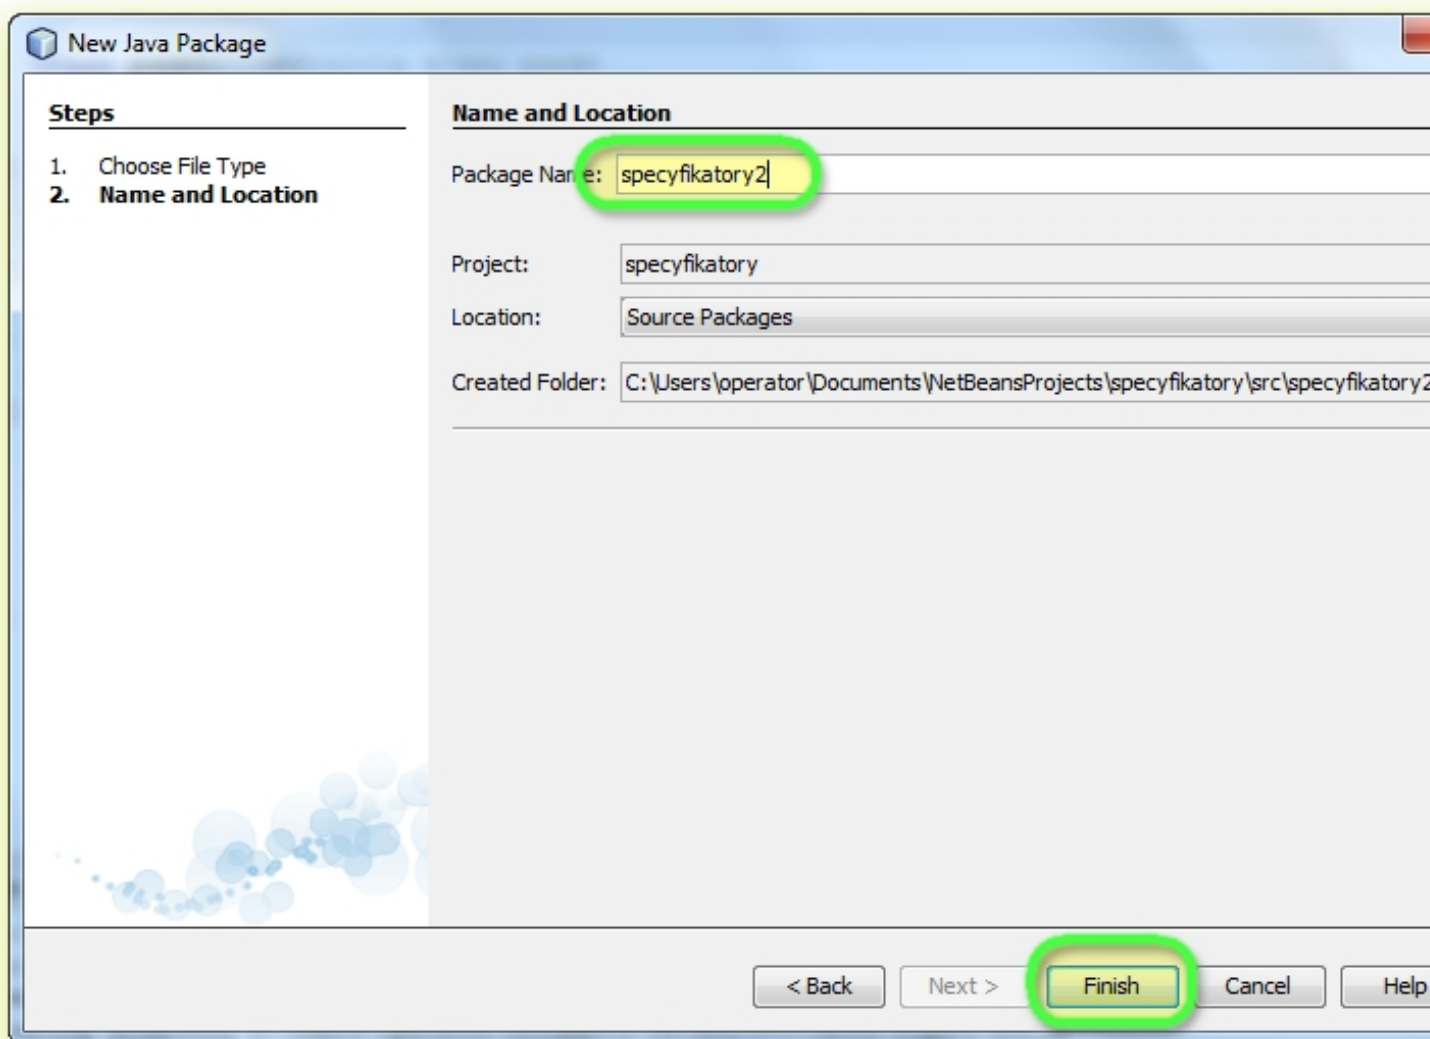 New Java Package
Steps
1. Choose File Type
2. Name and Location
Name and Location
Package Name: specyfikatory2
Project: specyfikatory
Location: Source Packages
Created Folder: C:\Users\operator\Documents\NetBeansProjects\specyfikatory\src\specyfikatory2
< Back Next > Finish Cancel Help